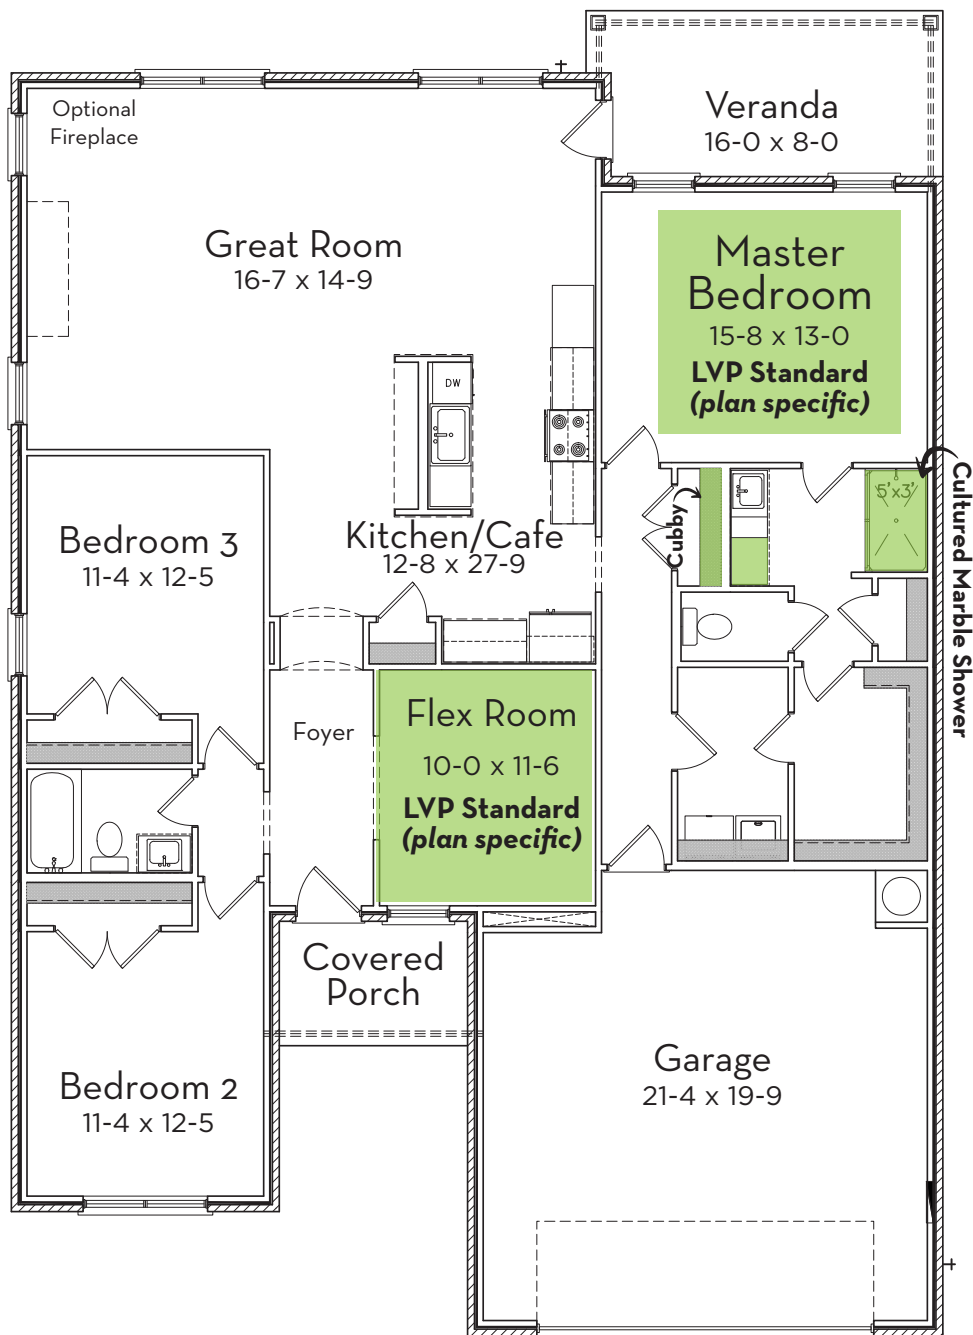 Optional
Fireplace
Veranda
16-0 x 8-0
Great Room
16-7 x 14-9
Master
Bedroom
15-8 x 13-0
LVP Standard
(plan specific)
DW
5'x3'
Cultured Marble Shower
Cubby
Kitchen/Cafe
12-8 x 27-9
Bedroom 3
11-4 x 12-5
Foyer
Flex Room
10-0 x 11-6
LVP Standard
(plan specific)
Covered
Porch
Bedroom 2
11-4 x 12-5
Garage
21-4 x 19-9